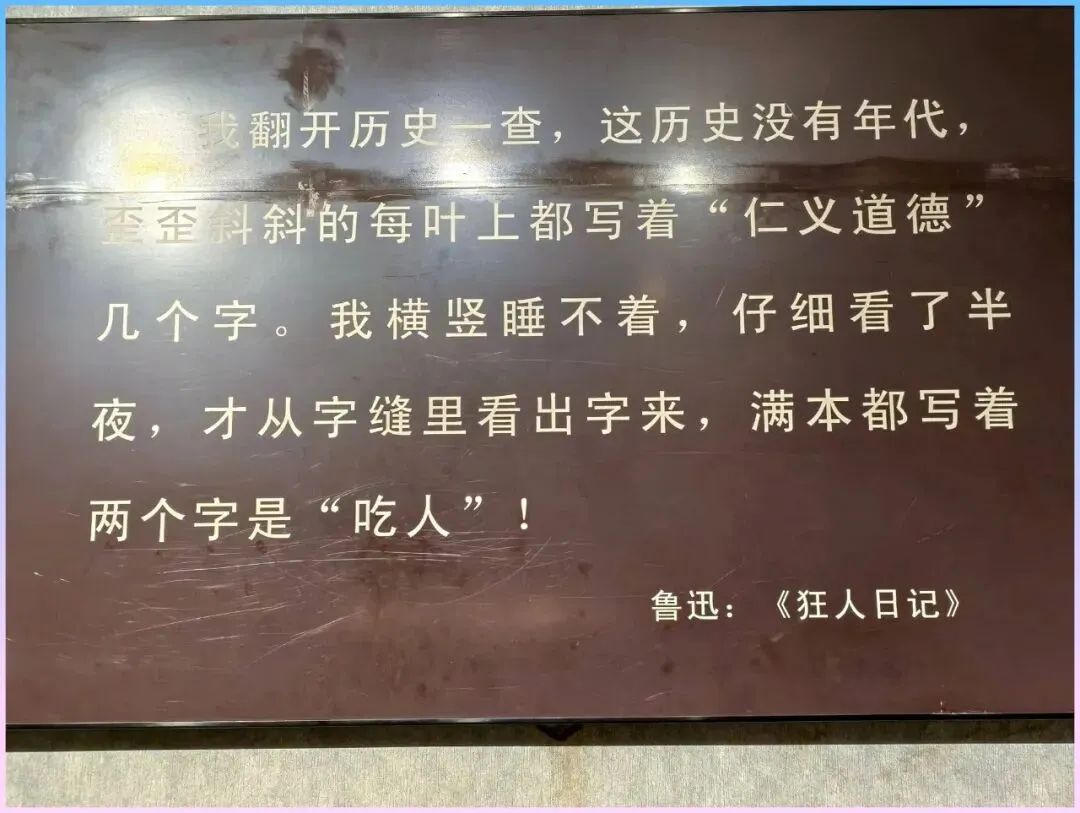 我翻开历史一查，这历史没有年代，
歪歪斜斜的每叶上都写着“仁义道德”
几个字。我横竖睡不着，仔细看了半
夜，才从字缝里看出字来，满本都写着
两个字是“吃人”！
鲁迅：《狂人日记》